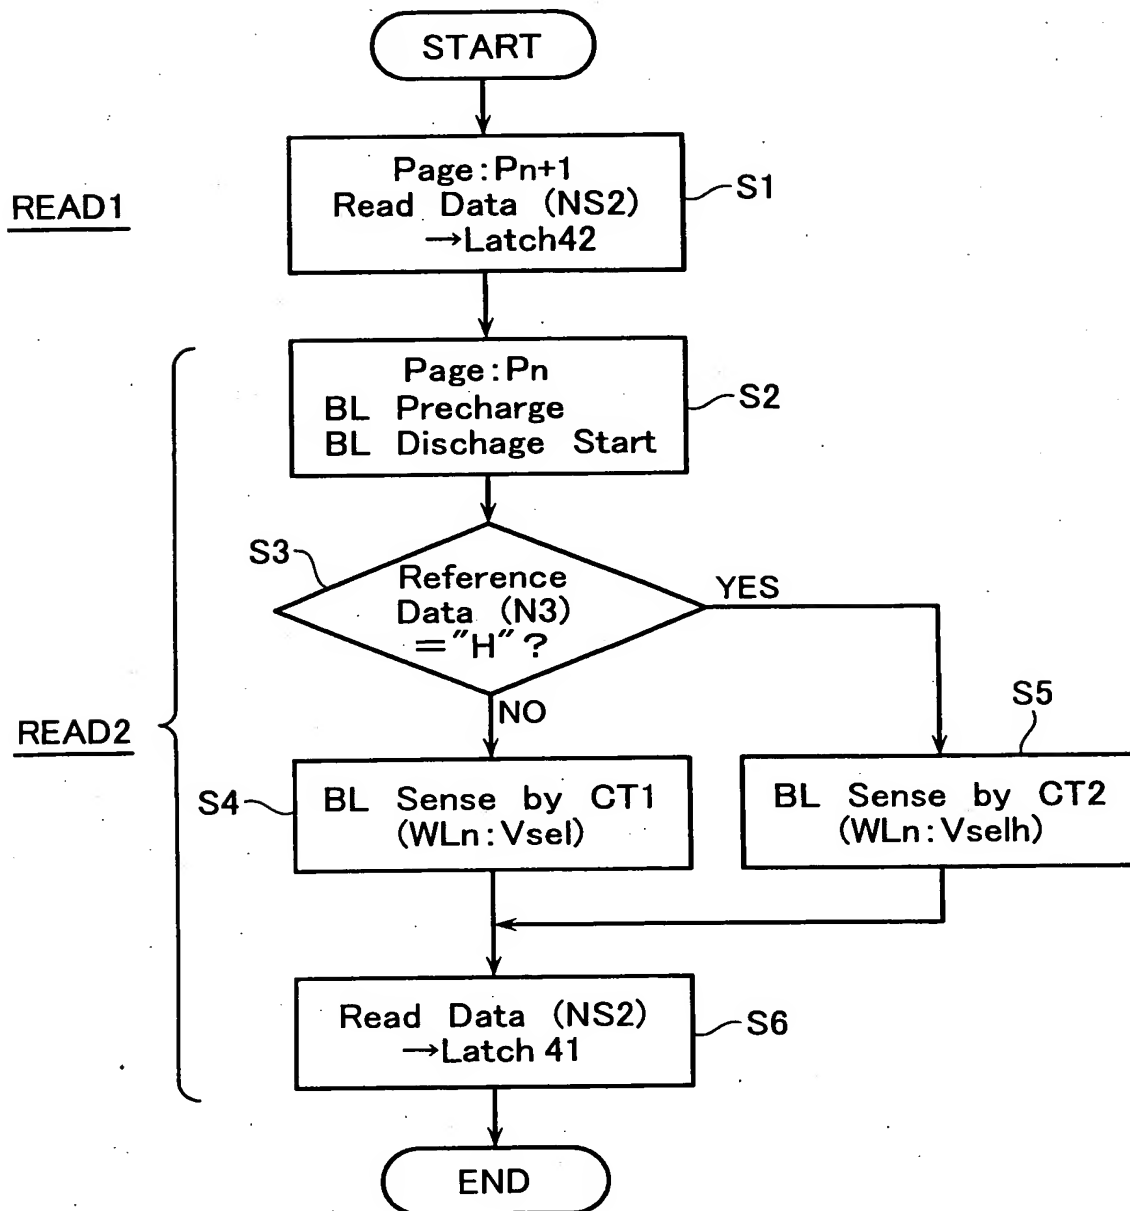 START
Page:Pn+1
Read Data (NS2)
→Latch42
S1
READ1
Page:Pn
BL Precharge
BL Dischage Start
S2
S3
Reference
Data (N3)
="H"?
YES
NO
READ2
S4
BL Sense by CT1
(WLn:Vsel)
S5
BL Sense by CT2
(WLn:Vselh)
Read Data (NS2)
→Latch 41
S6
END